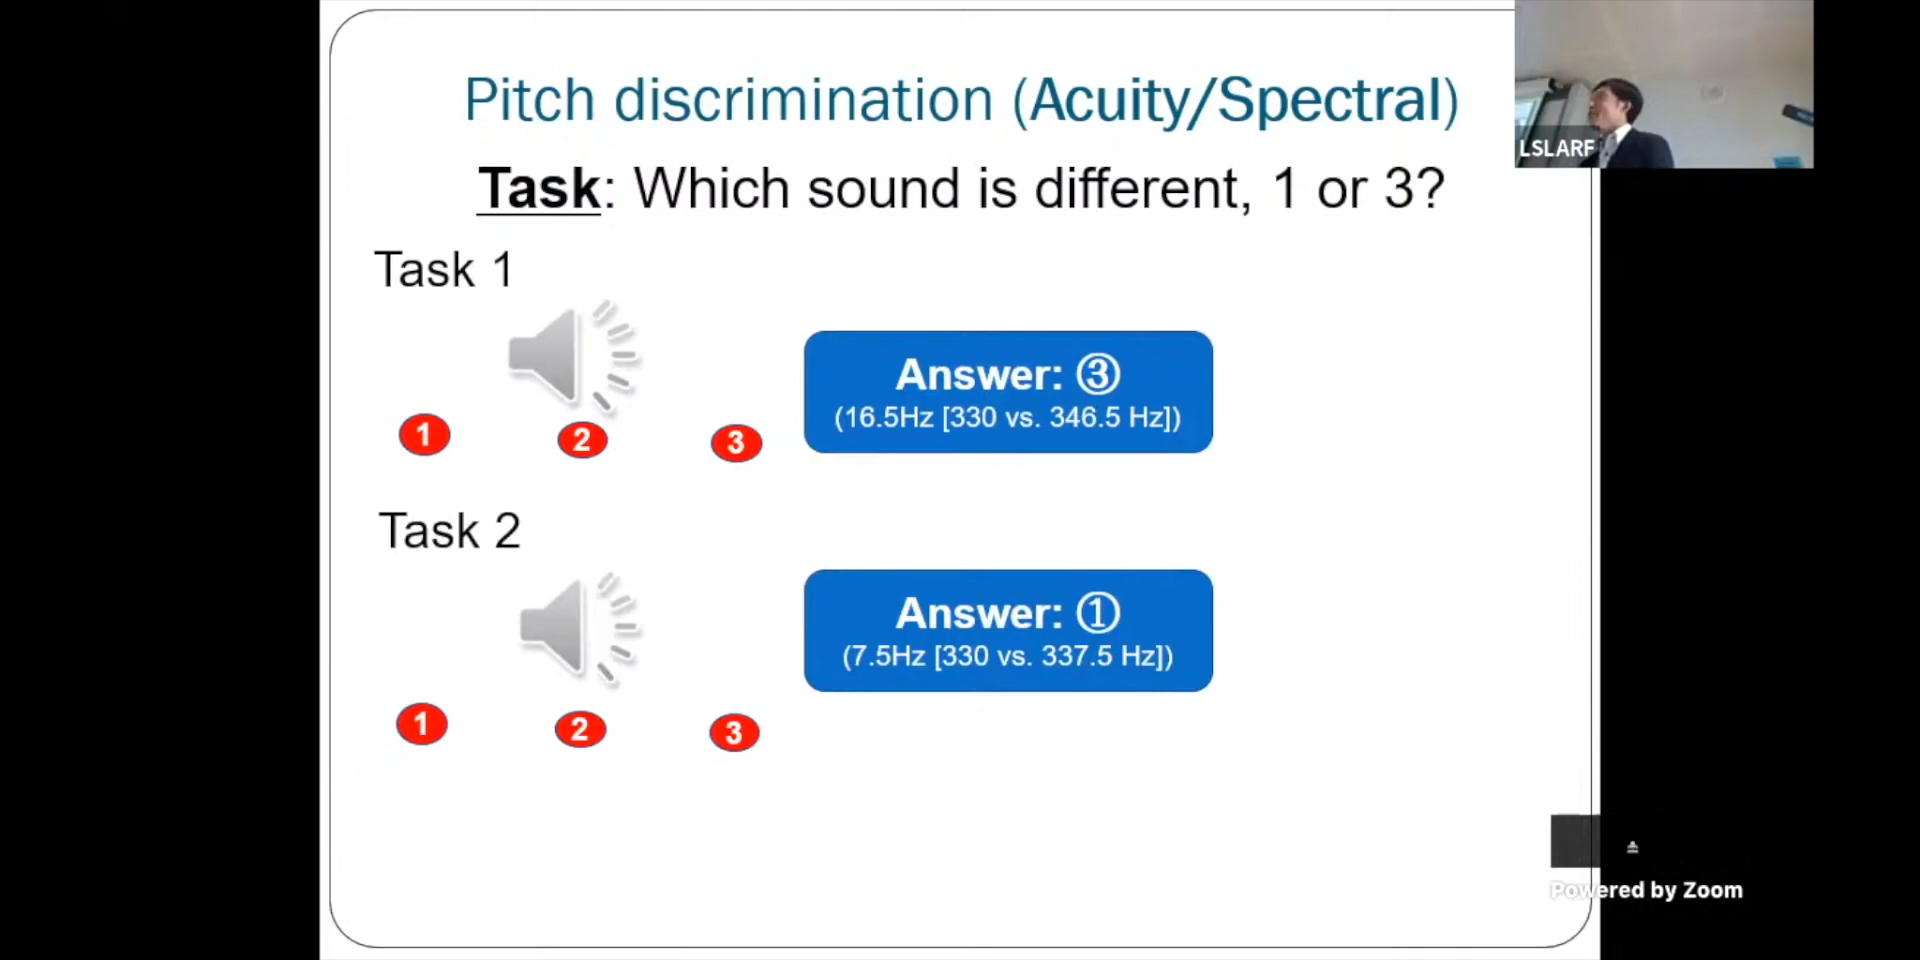 Pitch discrimination (Acuity/Spectral)
LSLARF
Task: Which sound is different, 1 or 3?
Task 1
Answer: ③
(16.5Hz [330 vs. 346.5 Hz])
1 2 3
Task 2
Answer: ①
(7.5Hz [330 vs. 337.5 Hz])
1 2 3
Powered by Zoom